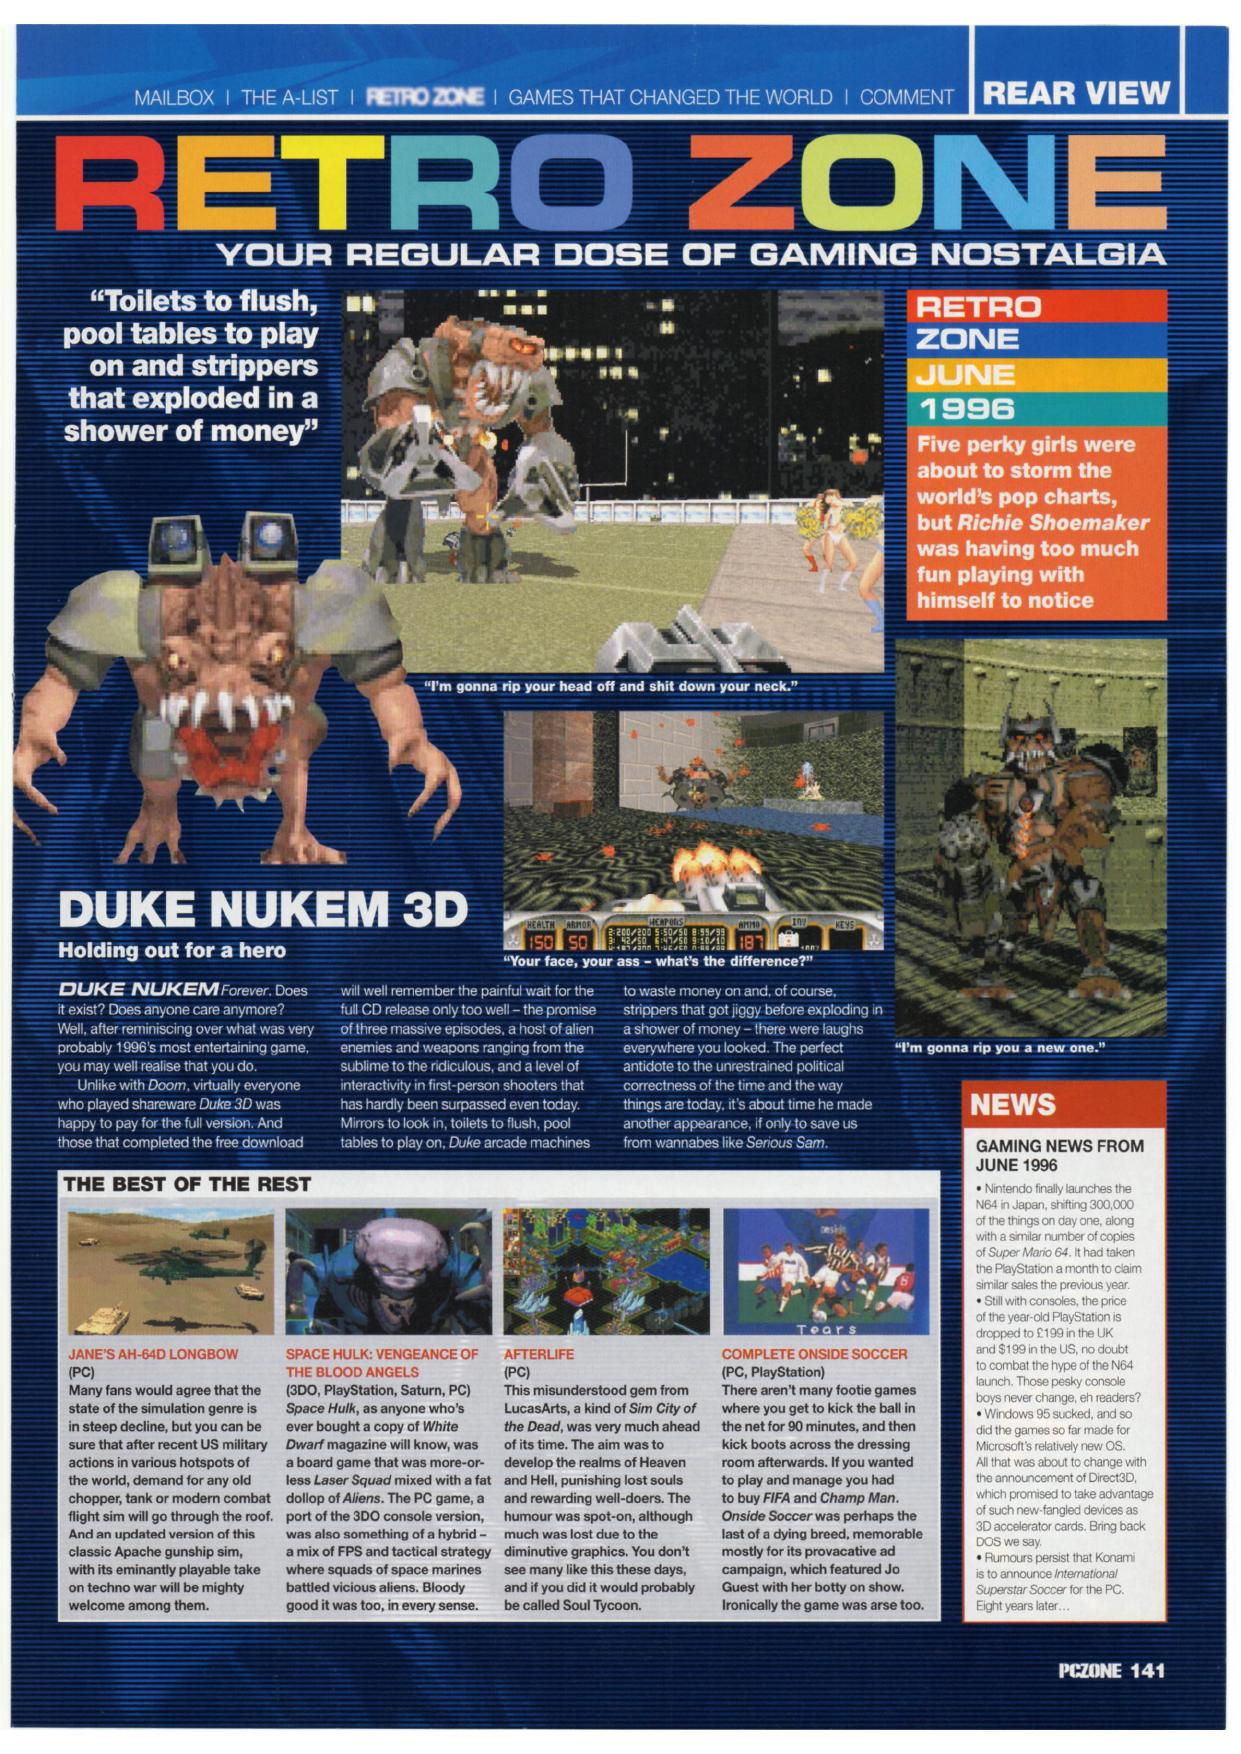 MAILBOX | THE A-LIST | RETRO ZONE | GAMES THAT CHANGED THE WORLD | COMMENT
REAR VIEW
RETRO ZONE
YOUR REGULAR DOSE OF GAMING NOSTALGIA
“Toilets to flush,
pool tables to play
on and strippers
that exploded in a
shower of money”
RETRO
ZONE
JUNE
1996
Five perky girls were
about to storm the
world’s pop charts,
but Richie Shoemaker
was having too much
fun playing with
himself to notice
“I’m gonna rip your head off and shit down your neck.”
HEALTH ARMOR WEAPONS AMMO INV KEYS
2:200/200 5:50/50 8:99/99
3: 42/50 6:47/50 9:10/10
150 50 187
“Your face, your ass – what’s the difference?”
“I’m gonna rip you a new one.”
DUKE NUKEM 3D
Holding out for a hero
DUKE NUKEM Forever. Does
it exist? Does anyone care anymore?
Well, after reminiscing over what was very
probably 1996’s most entertaining game,
you may well realise that you do.
Unlike with Doom, virtually everyone
who played shareware Duke 3D was
happy to pay for the full version. And
those that completed the free download
will well remember the painful wait for the
full CD release only too well – the promise
of three massive episodes, a host of alien
enemies and weapons ranging from the
sublime to the ridiculous, and a level of
interactivity in first-person shooters that
has hardly been surpassed even today.
Mirrors to look in, toilets to flush, pool
tables to play on, Duke arcade machines
to waste money on and, of course,
strippers that got jiggy before exploding in
a shower of money – there were laughs
everywhere you looked. The perfect
antidote to the unrestrained political
correctness of the time and the way
things are today, it’s about time he made
another appearance, if only to save us
from wannabes like Serious Sam.
THE BEST OF THE REST
JANE’S AH-64D LONGBOW
(PC)
Many fans would agree that the
state of the simulation genre is
in steep decline, but you can be
sure that after recent US military
actions in various hotspots of
the world, demand for any old
chopper, tank or modern combat
flight sim will go through the roof.
And an updated version of this
classic Apache gunship sim,
with its eminantly playable take
on techno war will be mighty
welcome among them.
SPACE HULK: VENGEANCE OF
THE BLOOD ANGELS
(3DO, PlayStation, Saturn, PC)
Space Hulk, as anyone who’s
ever bought a copy of White
Dwarf magazine will know, was
a board game that was more-or-
less Laser Squad mixed with a fat
dollop of Aliens. The PC game, a
port of the 3DO console version,
was also something of a hybrid –
a mix of FPS and tactical strategy
where squads of space marines
battled vicious aliens. Bloody
good it was too, in every sense.
AFTERLIFE
(PC)
This misunderstood gem from
LucasArts, a kind of Sim City of
the Dead, was very much ahead
of its time. The aim was to
develop the realms of Heaven
and Hell, punishing lost souls
and rewarding well-doers. The
humour was spot-on, although
much was lost due to the
diminutive graphics. You don’t
see many like this these days,
and if you did it would probably
be called Soul Tycoon.
onside
Tears
COMPLETE ONSIDE SOCCER
(PC, PlayStation)
There aren’t many footie games
where you get to kick the ball in
the net for 90 minutes, and then
kick boots across the dressing
room afterwards. If you wanted
to play and manage you had
to buy FIFA and Champ Man.
Onside Soccer was perhaps the
last of a dying breed, memorable
mostly for its provacative ad
campaign, which featured Jo
Guest with her botty on show.
Ironically the game was arse too.
NEWS
GAMING NEWS FROM
JUNE 1996
• Nintendo finally launches the
N64 in Japan, shifting 300,000
of the things on day one, along
with a similar number of copies
of Super Mario 64. It had taken
the PlayStation a month to claim
similar sales the previous year.
• Still with consoles, the price
of the year-old PlayStation is
dropped to £199 in the UK
and $199 in the US, no doubt
to combat the hype of the N64
launch. Those pesky console
boys never change, eh readers?
• Windows 95 sucked, and so
did the games so far made for
Microsoft’s relatively new OS.
All that was about to change with
the announcement of Direct3D,
which promised to take advantage
of such new-fangled devices as
3D accelerator cards. Bring back
DOS we say.
• Rumours persist that Konami
is to announce International
Superstar Soccer for the PC.
Eight years later…
PCZONE 141